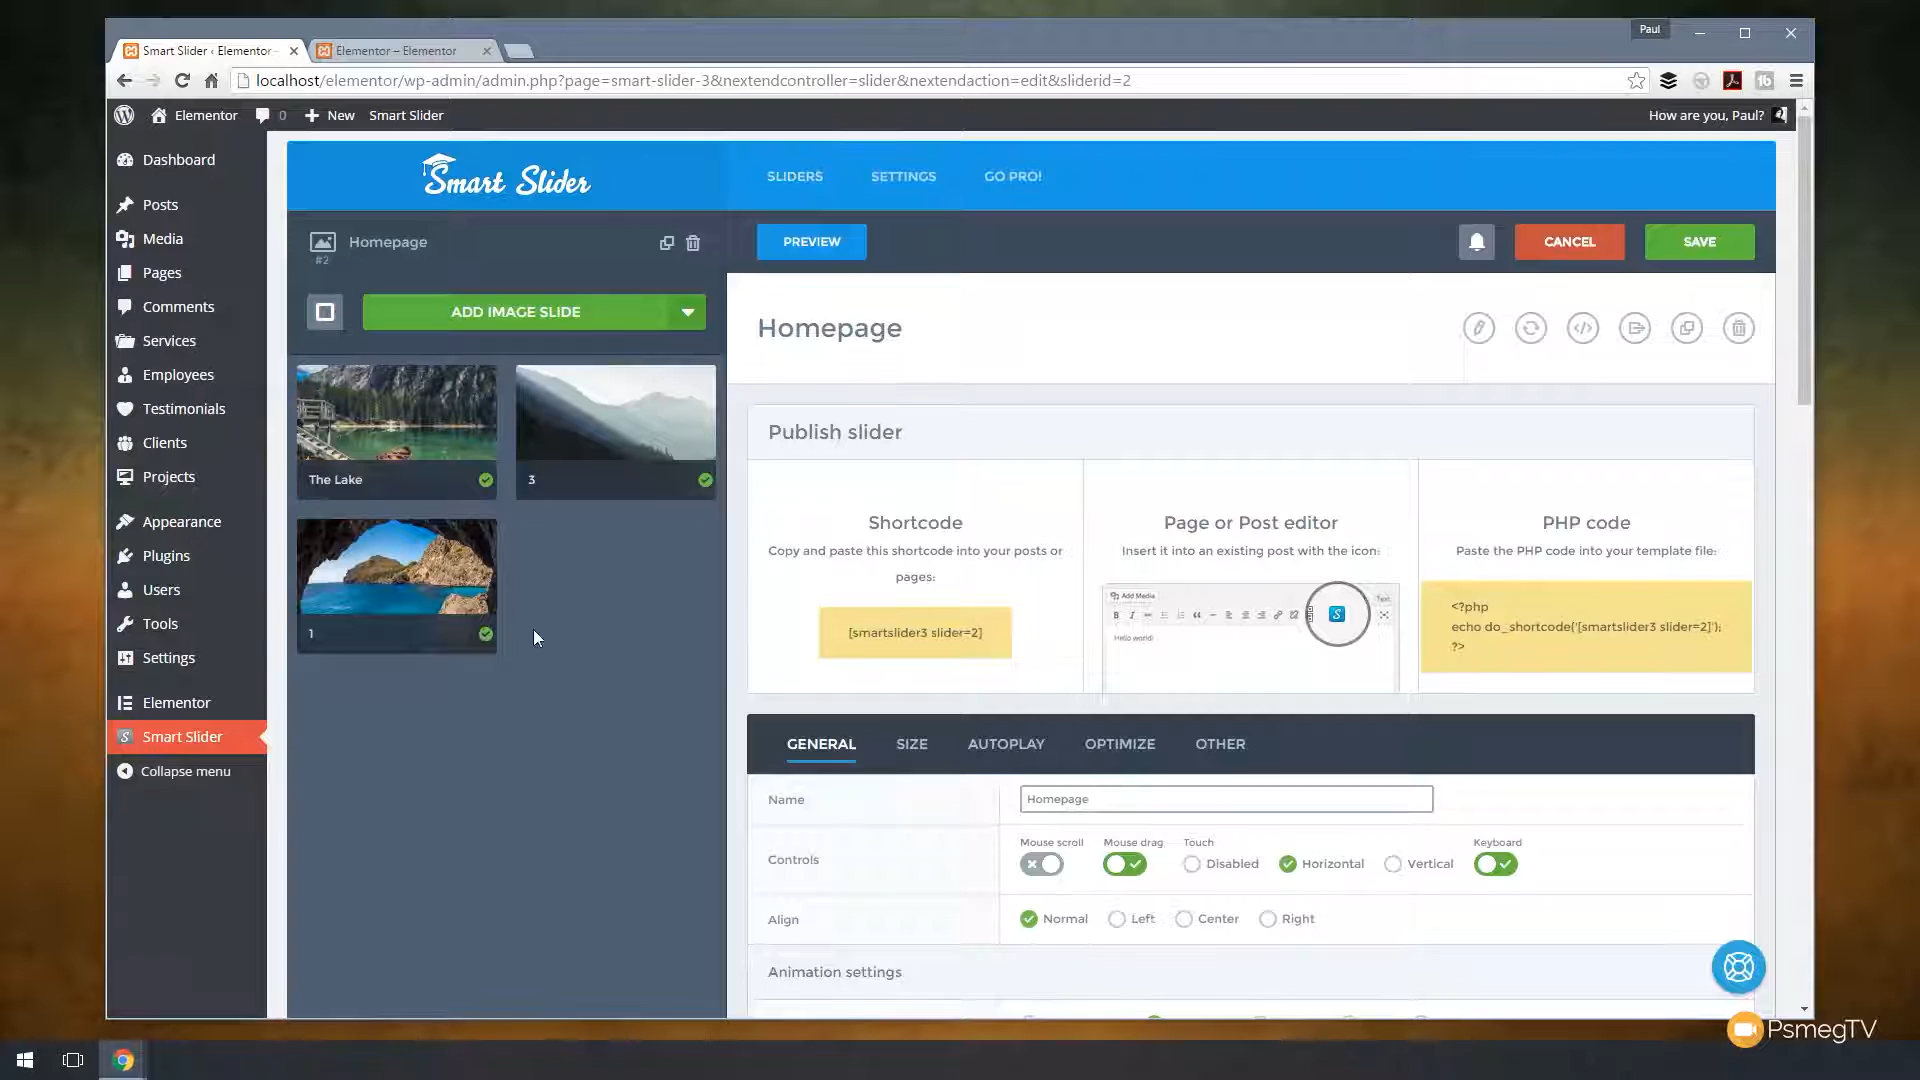 Paul
Smart Slider ‹ Elementor -
Elementor – Elementor
localhost/elementor/wp-admin/admin.php?page=smart-slider-3&nextendcontroller=slider&nextendaction=edit&sliderid=2
Elementor
0
New
Smart Slider
How are you, Paul?
Dashboard
Posts
Media
Pages
Comments
Services
Employees
Testimonials
Clients
Projects
Appearance
Plugins
Users
Tools
Settings
Elementor
Smart Slider
Collapse menu
Smart Slider
SLIDERS
SETTINGS
GO PRO!
Homepage
#2
PREVIEW
CANCEL
SAVE
ADD IMAGE SLIDE
The Lake
3
1
Homepage
Publish slider
Shortcode
Copy and paste this shortcode into your posts or
pages:
[smartslider3 slider=2]
Page or Post editor
Insert it into an existing post with the icon:
Add Media
Text
Hello world!
PHP code
Paste the PHP code into your template file:
<?php
echo do_shortcode('[smartslider3 slider=2]');
?>
GENERAL
SIZE
AUTOPLAY
OPTIMIZE
OTHER
Name
Homepage
Controls
Mouse scroll
Mouse drag
Touch
Disabled
Horizontal
Vertical
Keyboard
Align
Normal
Left
Center
Right
Animation settings
PsmegTV